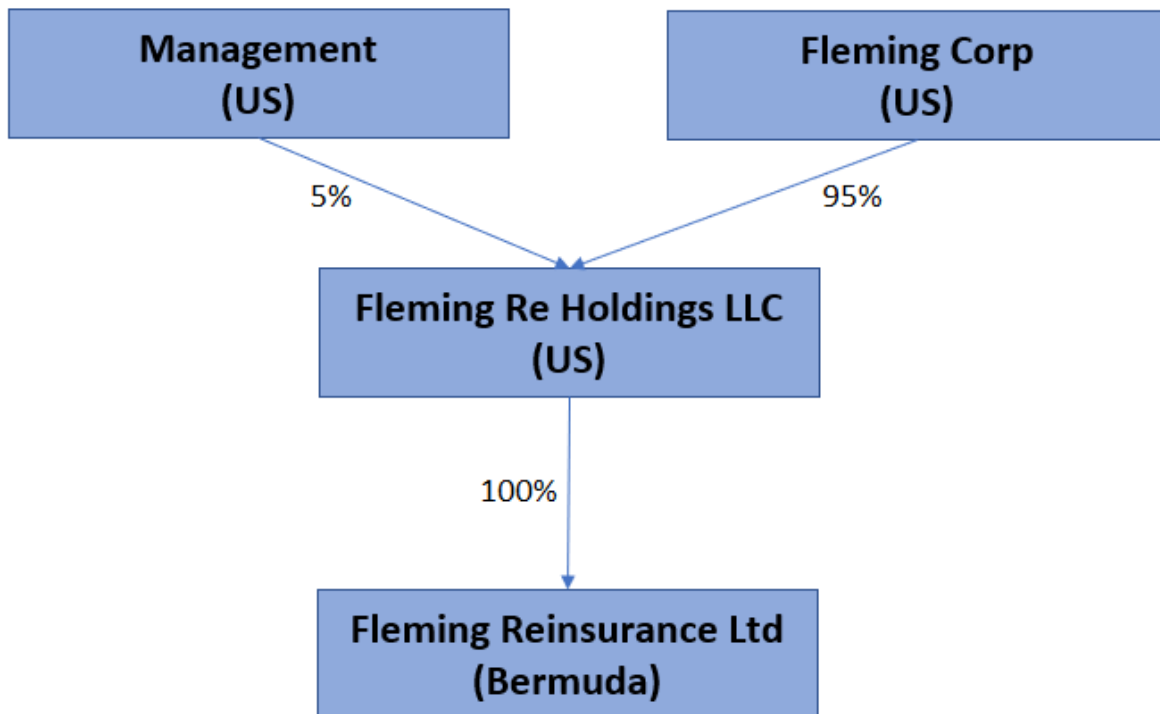 Management
(US)
Fleming Corp
(US)
5%
95%
Fleming Re Holdings LLC
(US)
100%
Fleming Reinsurance Ltd
(Bermuda)